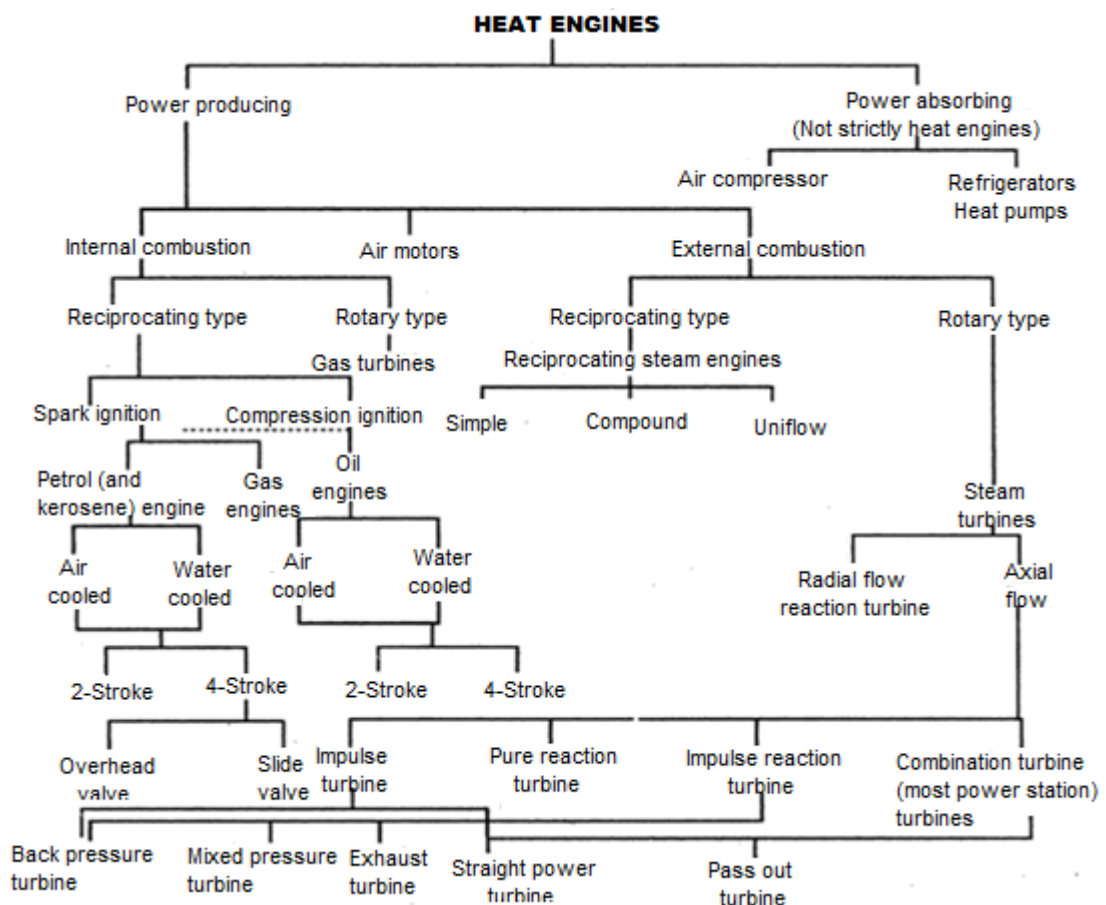 HEAT ENGINES
Power producing
Power absorbing
(Not strictly heat engines)
Air compressor
Refrigerators
Heat pumps
Internal combustion
Air motors
External combustion
Reciprocating type
Rotary type
Reciprocating type
Rotary type
Gas turbines
Reciprocating steam engines
Spark ignition
Compression ignition
Simple
Compound
Uniflow
Petrol (and
kerosene) engine
Gas
engines
Oil
engines
Steam
turbines
Air
cooled
Water
cooled
Air
cooled
Water
cooled
Radial flow
reaction turbine
Axial
flow
2-Stroke
4-Stroke
2-Stroke
4-Stroke
Overhead
valve
Slide
valve
Impulse
turbine
Pure reaction
turbine
Impulse reaction
turbine
Combination turbine
(most power station)
turbines
Back pressure
turbine
Mixed pressure
turbine
Exhaust
turbine
Straight power
turbine
Pass out
turbine